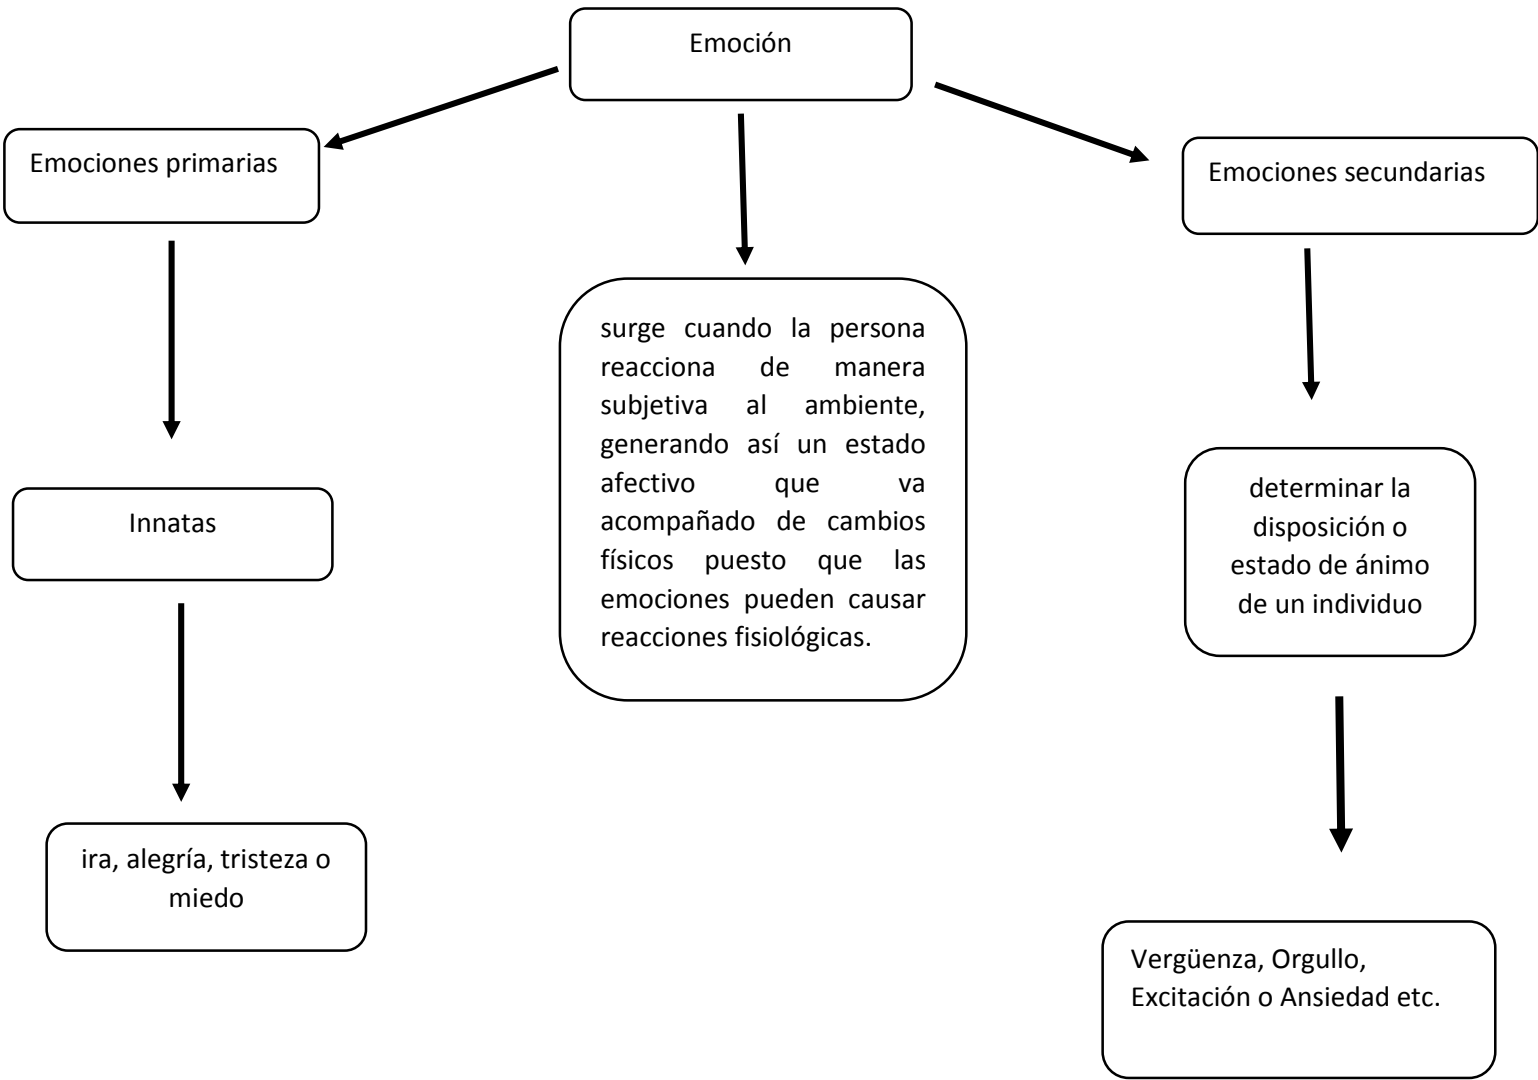 Emoción
Emociones primarias
Emociones secundarias
surge cuando la persona
reacciona de manera
subjetiva al ambiente,
generando así un estado
afectivo que va
acompañado de cambios
físicos puesto que las
emociones pueden causar
reacciones fisiológicas.
Innatas
determinar la
disposición o
estado de ánimo
de un individuo
ira, alegría, tristeza o
miedo
Vergüenza, Orgullo,
Excitación o Ansiedad etc.